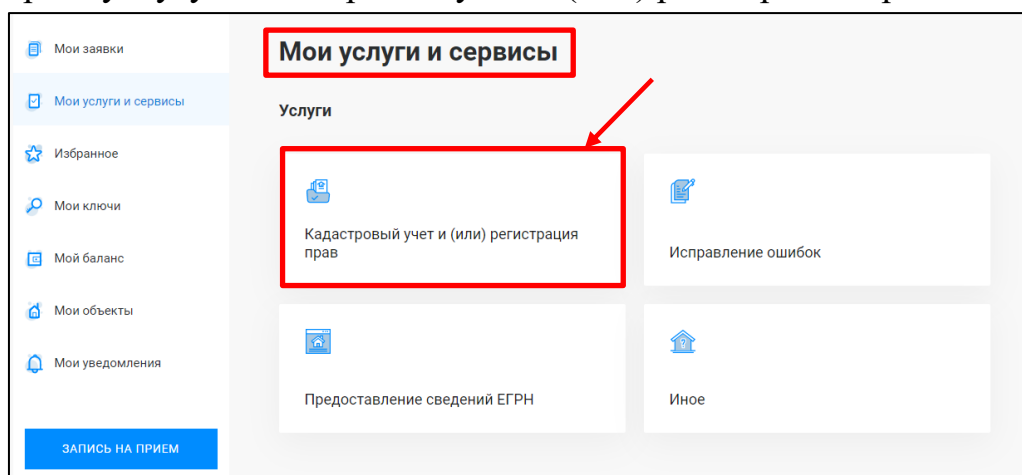 Мои заявки
Мои услуги и сервисы
Избранное
Мои ключи
Мой баланс
Мои объекты
Мои уведомления
ЗАПИСЬ НА ПРИЕМ
Мои услуги и сервисы
Услуги
Кадастровый учет и (или) регистрация
прав
Исправление ошибок
Предоставление сведений ЕГРН
Иное